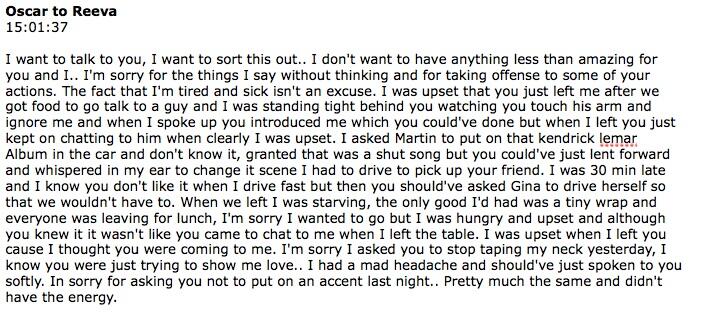 Oscar to Reeva
15:01:37
I want to talk to you, I want to sort this out.. I don't want to have anything less than amazing for
you and I.. I'm sorry for the things I say without thinking and for taking offense to some of your
actions. The fact that I'm tired and sick isn't an excuse. I was upset that you just left me after we
got food to go talk to a guy and I was standing tight behind you watching you touch his arm and
ignore me and when I spoke up you introduced me which you could've done but when I left you just
kept on chatting to him when clearly I was upset. I asked Martin to put on that kendrick lemar
Album in the car and don't know it, granted that was a shut song but you could've just lent forward
and whispered in my ear to change it scene I had to drive to pick up your friend. I was 30 min late
and I know you don't like it when I drive fast but then you should've asked Gina to drive herself so
that we wouldn't have to. When we left I was starving, the only good I'd had was a tiny wrap and
everyone was leaving for lunch, I'm sorry I wanted to go but I was hungry and upset and although
you knew it it wasn't like you came to chat to me when I left the table. I was upset when I left you
cause I thought you were coming to me. I'm sorry I asked you to stop taping my neck yesterday, I
know you were just trying to show me love.. I had a mad headache and should've just spoken to you
softly. In sorry for asking you not to put on an accent last night.. Pretty much the same and didn't
have the energy.